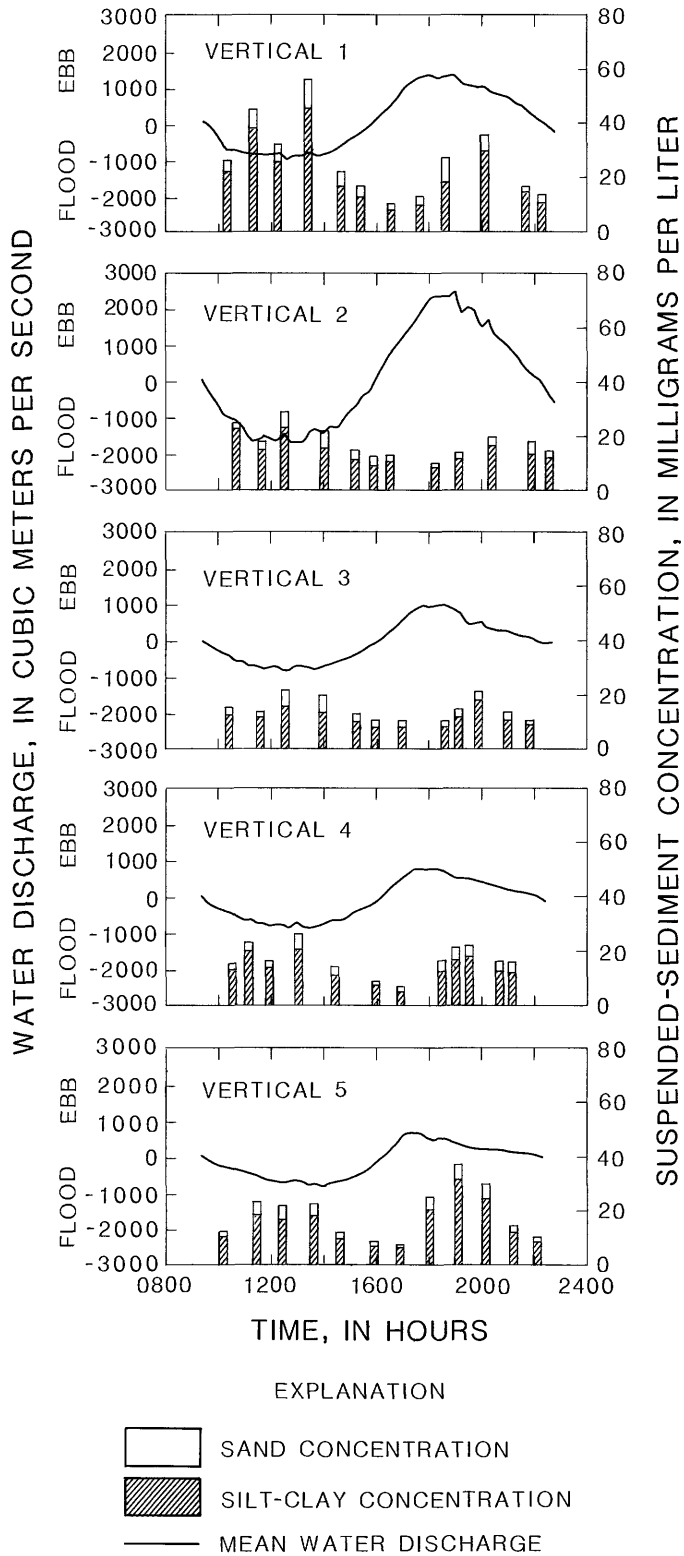 WATER DISCHARGE, IN CUBIC METERS PER SECOND
SUSPENDED-SEDIMENT CONCENTRATION, IN MILLIGRAMS PER LITER
VERTICAL 1
EBB
FLOOD
3000
2000
1000
0
-1000
-2000
-3000
80
60
40
20
0
VERTICAL 2
EBB
FLOOD
3000
2000
1000
0
-1000
-2000
-3000
80
60
40
20
0
VERTICAL 3
EBB
FLOOD
3000
2000
1000
0
-1000
-2000
-3000
80
60
40
20
0
VERTICAL 4
EBB
FLOOD
3000
2000
1000
0
-1000
-2000
-3000
80
60
40
20
0
VERTICAL 5
EBB
FLOOD
3000
2000
1000
0
-1000
-2000
-3000
80
60
40
20
0
0800 1200 1600 2000 2400
TIME, IN HOURS
EXPLANATION
SAND CONCENTRATION
SILT-CLAY CONCENTRATION
MEAN WATER DISCHARGE